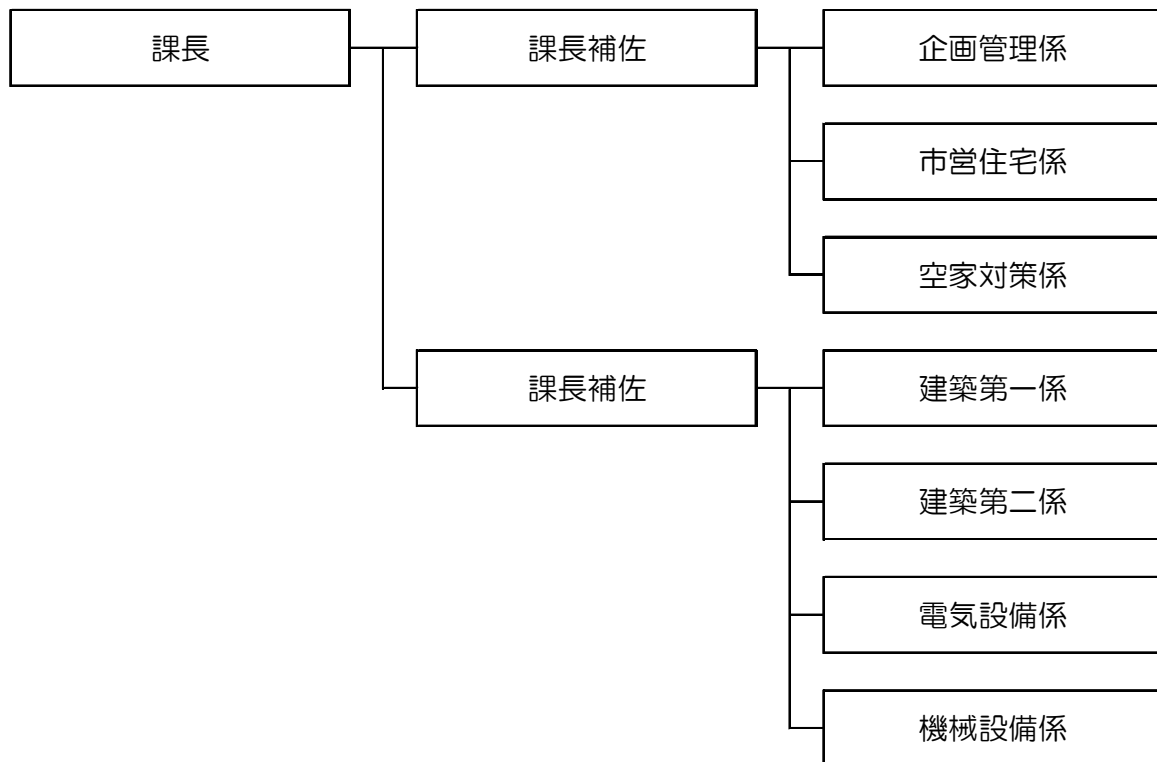 課長
課長補佐
企画管理係
市営住宅係
空家対策係
課長補佐
建築第一係
建築第二係
電気設備係
機械設備係